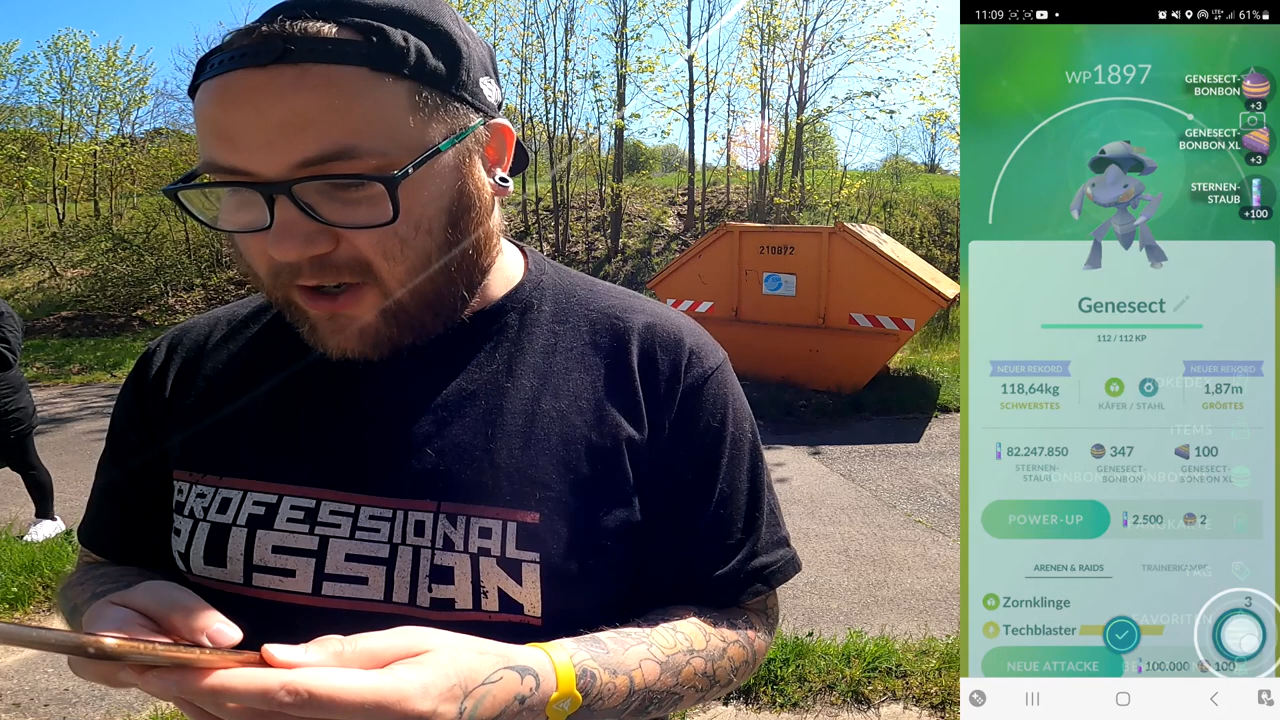 210872
PROFESSIONAL
RUSSIAN
11:09
61%
WP1897
GENESECT-
BONBON
+3
GENESECT-
BONBON XL
+3
STERNEN-
STAUB
+100
Genesect
112 / 112 KP
NEUER REKORD
118,64kg
SCHWERSTES
KÄFER / STAHL
NEUER REKORD
1,87m
GRÖßTES
ITEMS
82.247.850
STERNEN-
STAUB
347
GENESECT-
BONBON
100
GENESECT-
BONBON XL
POWER-UP
2.500
2
ARENEN & RAIDS
TRAINERKÄMPFE
Zornklinge
3
FAVORITEN
Techblaster
NEUE ATTACKE
100.000
100